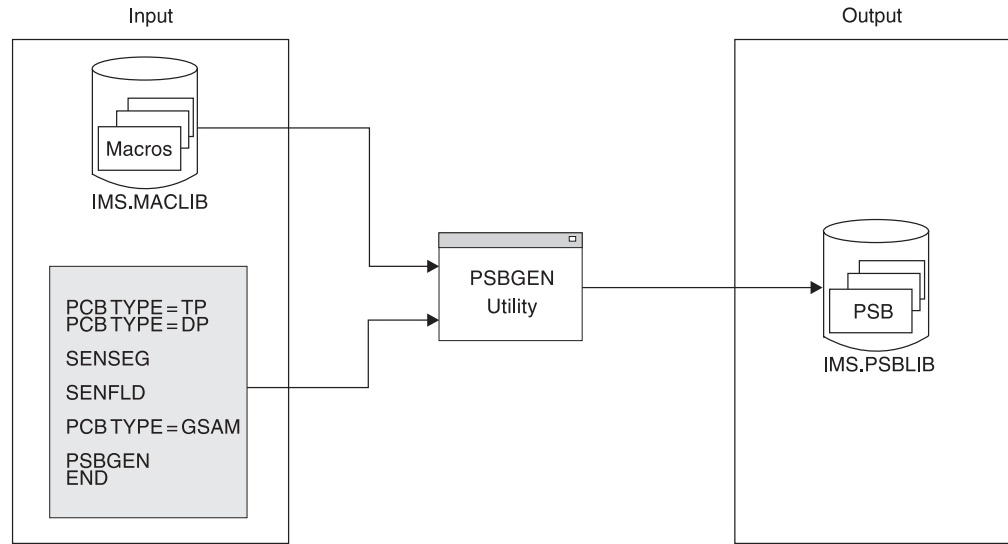 Input
Output
Macros
IMS.MACLIB
PCB TYPE=TP
PCB TYPE=DP
SENSEG
SENFLD
PCB TYPE=GSAM
PSBGEN
END
PSBGEN
Utility
PSB
IMS.PSBLIB